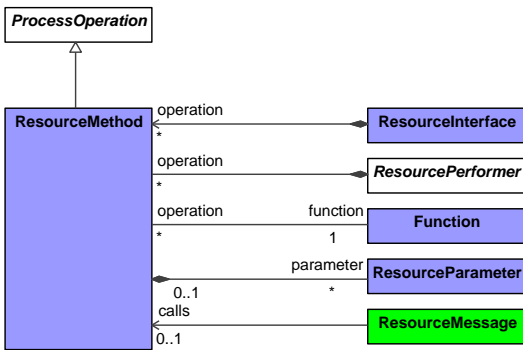 ProcessOperation
ResourceMethod
operation
*
ResourceInterface
operation
*
ResourcePerformer
operation
*
function
1
Function
parameter
0..1
*
ResourceParameter
calls
0..1
ResourceMessage